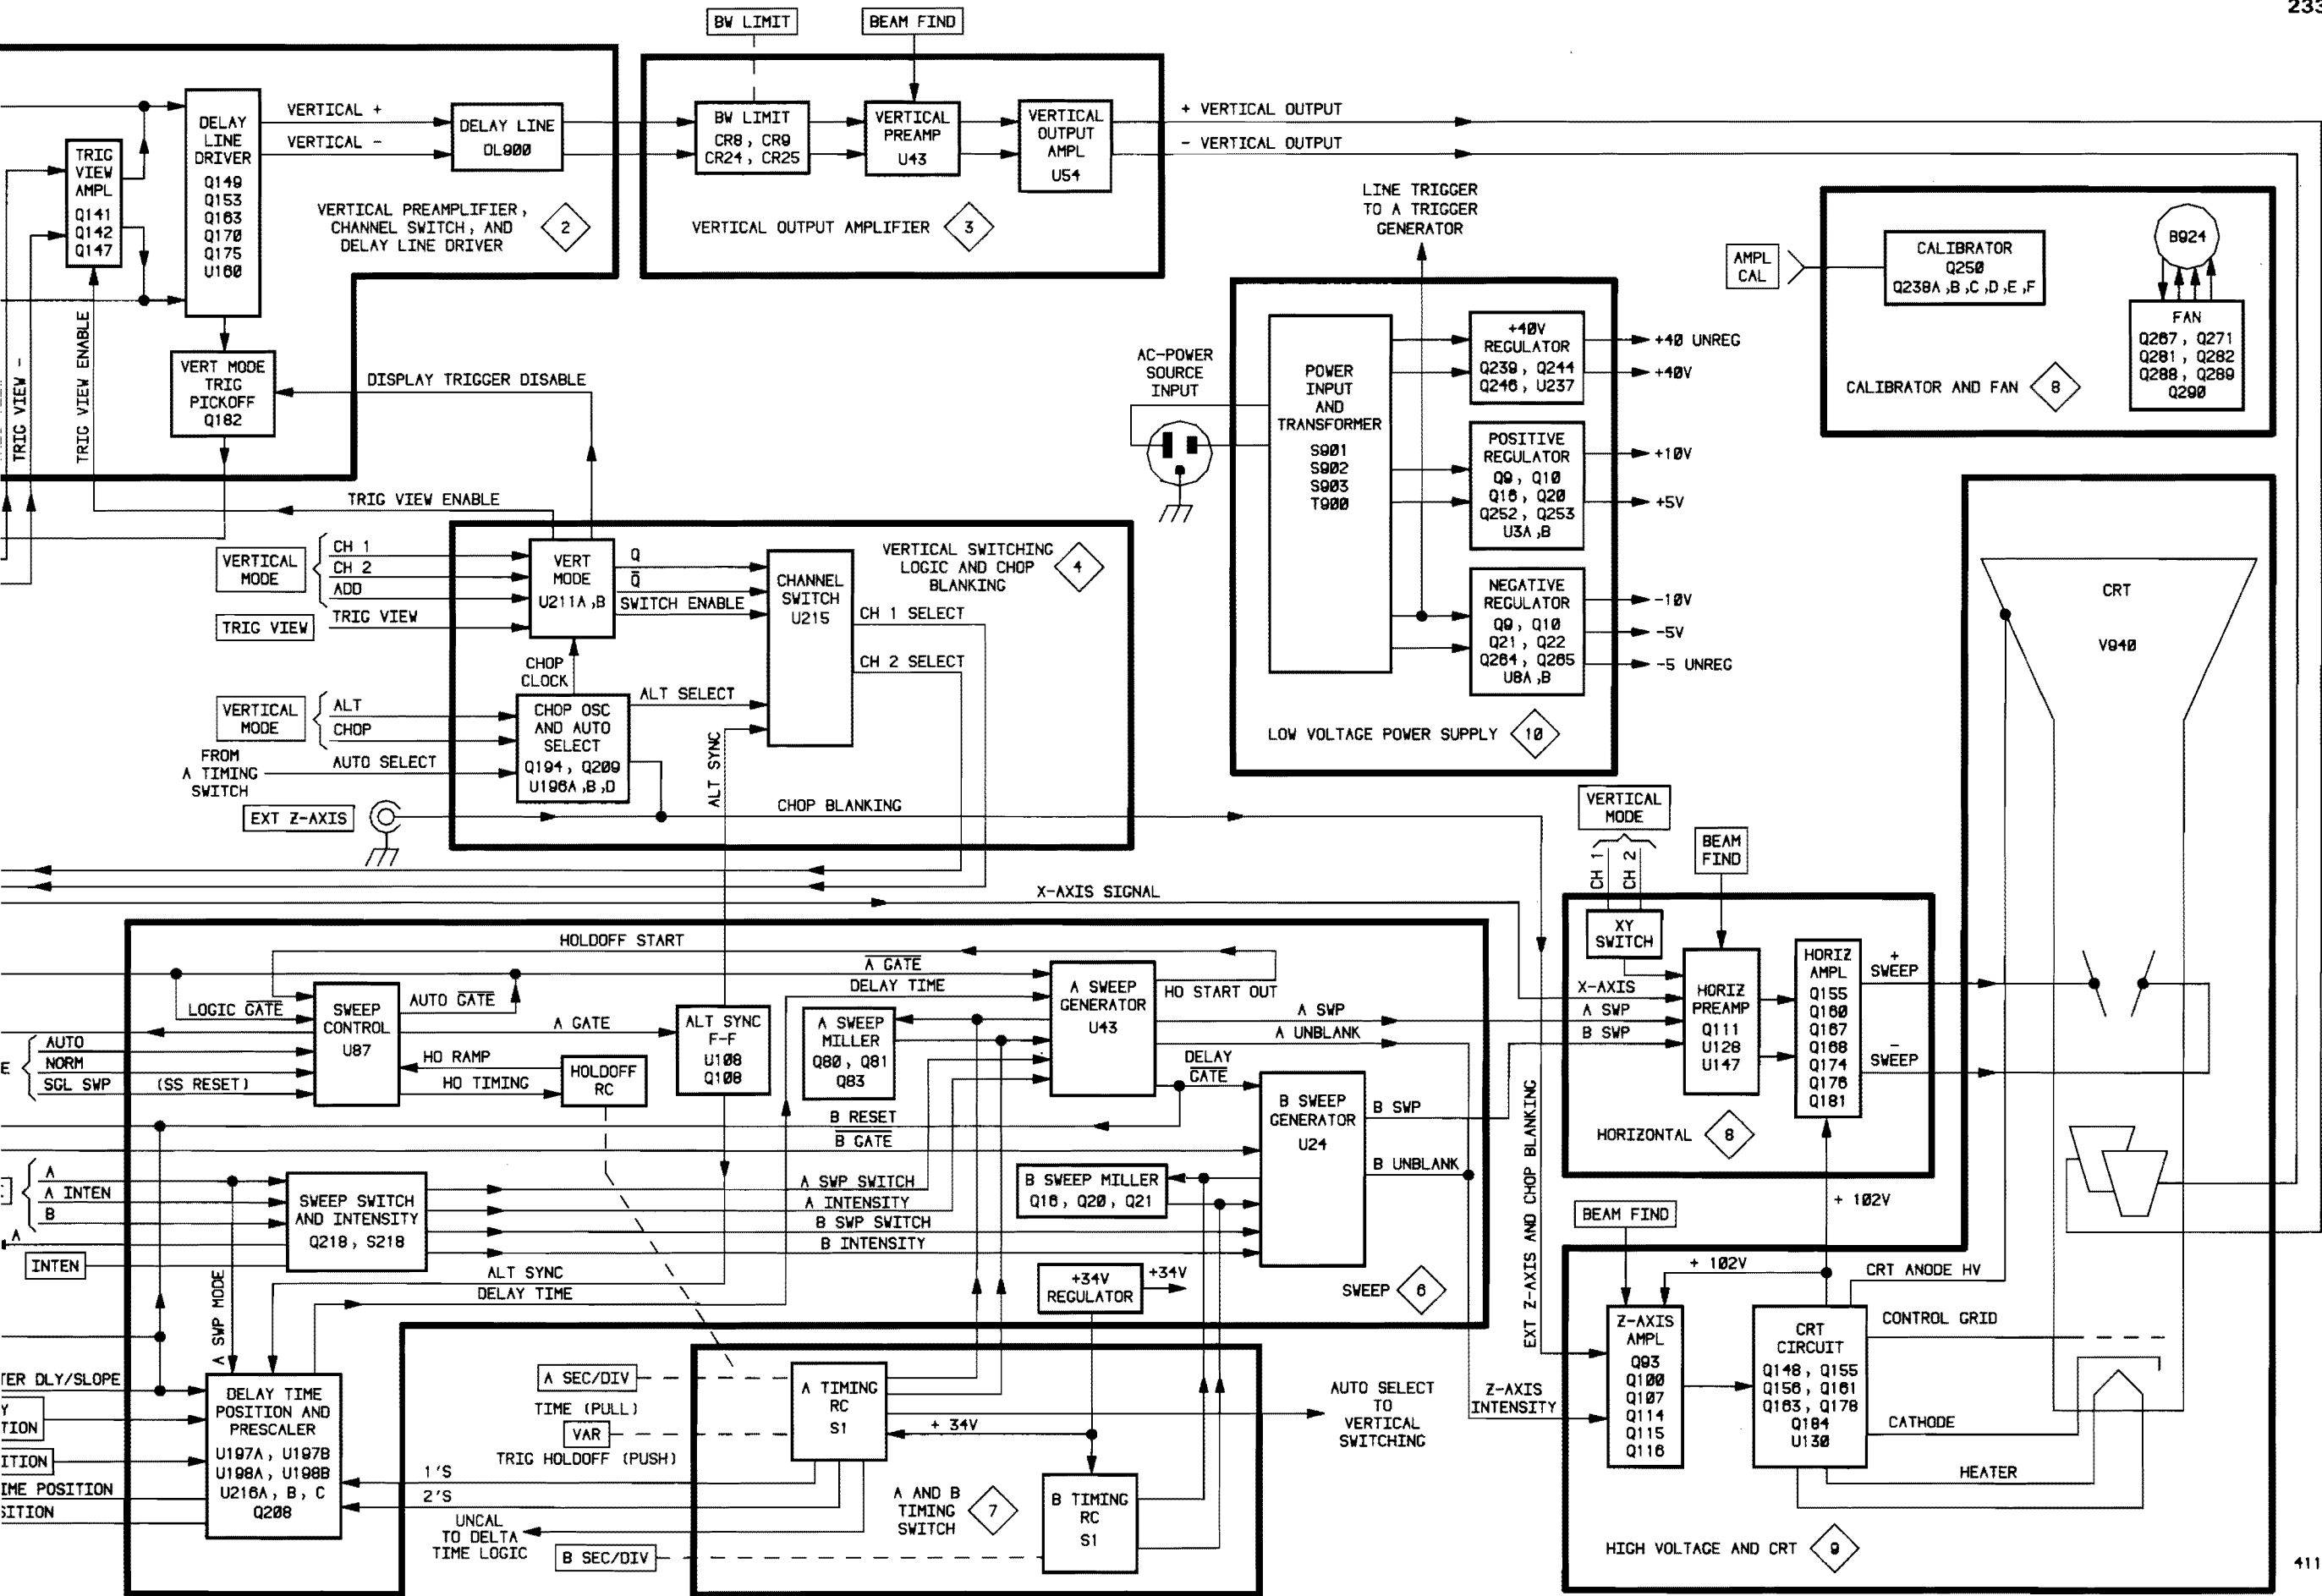 233
BW LIMIT
BEAM FIND
TRIG
VIEW
AMPL
Q141
Q142
Q147
DELAY
LINE
DRIVER
Q149
Q153
Q163
Q170
Q175
U160
VERTICAL +
VERTICAL -
DELAY LINE
DL900
VERTICAL PREAMPLIFIER,
CHANNEL SWITCH, AND
DELAY LINE DRIVER
2
BW LIMIT
CR8, CR9
CR24, CR25
VERTICAL
PREAMP
U43
VERTICAL
OUTPUT
AMPL
U54
VERTICAL OUTPUT AMPLIFIER
3
+ VERTICAL OUTPUT
- VERTICAL OUTPUT
TRIG VIEW -
TRIG VIEW ENABLE
VERT MODE
TRIG
PICKOFF
Q182
DISPLAY TRIGGER DISABLE
TRIG VIEW ENABLE
LINE TRIGGER
TO A TRIGGER
GENERATOR
AC-POWER
SOURCE
INPUT
POWER
INPUT
AND
TRANSFORMER
S901
S902
S903
T900
+40V
REGULATOR
Q239, Q244
Q246, U237
+40 UNREG
+40V
POSITIVE
REGULATOR
Q9, Q10
Q16, Q20
Q252, Q253
U3A,B
+10V
+5V
NEGATIVE
REGULATOR
Q9, Q10
Q21, Q22
Q264, Q265
U8A,B
-10V
-5V
-5 UNREG
LOW VOLTAGE POWER SUPPLY
10
AMPL
CAL
CALIBRATOR
Q250
Q238A,B,C,D,E,F
B924
FAN
Q267, Q271
Q281, Q282
Q288, Q289
Q290
CALIBRATOR AND FAN
8
VERTICAL
MODE
CH 1
CH 2
ADD
TRIG VIEW
TRIG VIEW
VERT
MODE
U211A,B
Q
Q̅
SWITCH ENABLE
CHANNEL
SWITCH
U215
VERTICAL SWITCHING
LOGIC AND CHOP
BLANKING
4
CH 1 SELECT
CH 2 SELECT
CHOP
CLOCK
VERTICAL
MODE
ALT
CHOP
FROM
A TIMING
SWITCH
AUTO SELECT
CHOP OSC
AND AUTO
SELECT
Q194, Q209
U196A,B,D
ALT SELECT
ALT SYNC
EXT Z-AXIS
CHOP BLANKING
X-AXIS SIGNAL
HOLDOFF START
A GATE
DELAY TIME
LOGIC GATE
SWEEP
CONTROL
U87
AUTO GATE
A GATE
AUTO
NORM
SGL SWP
(SS RESET)
E
HO RAMP
HO TIMING
HOLDOFF
RC
ALT SYNC
F-F
U108
Q108
A SWEEP
MILLER
Q80, Q81
Q83
A SWEEP
GENERATOR
U43
HO START OUT
A SWP
A UNBLANK
DELAY
GATE
B RESET
B GATE
B SWEEP
GENERATOR
U24
B SWP
B UNBLANK
B SWEEP MILLER
Q16, Q20, Q21
A
A INTEN
B
A
INTEN
SWEEP SWITCH
AND INTENSITY
Q218, S218
A SWP SWITCH
A INTENSITY
B SWP SWITCH
B INTENSITY
ALT SYNC
DELAY TIME
+34V
REGULATOR
+34V
SWEEP
6
A SWP MODE
TER DLY/SLOPE
Y
TION
ITION
IME POSITION
SITION
DELAY TIME
POSITION AND
PRESCALER
U197A, U197B
U198A, U198B
U216A, B, C
Q208
1'S
2'S
UNCAL
TO DELTA
TIME LOGIC
A SEC/DIV
TIME (PULL)
VAR
TRIG HOLDOFF (PUSH)
B SEC/DIV
A TIMING
RC
S1
+ 34V
A AND B
TIMING
SWITCH
7
B TIMING
RC
S1
AUTO SELECT
TO
VERTICAL
SWITCHING
EXT Z-AXIS AND CHOP BLANKING
Z-AXIS
INTENSITY
VERTICAL
MODE
CH 1
CH 2
BEAM
FIND
XY
SWITCH
X-AXIS
A SWP
B SWP
HORIZ
PREAMP
Q111
U128
U147
HORIZ
AMPL
Q155
Q160
Q167
Q168
Q174
Q176
Q181
+
SWEEP
-
SWEEP
HORIZONTAL
8
+ 102V
CRT
V940
BEAM FIND
+ 102V
CRT ANODE HV
Z-AXIS
AMPL
Q93
Q100
Q107
Q114
Q115
Q116
CRT
CIRCUIT
Q148, Q155
Q156, Q161
Q163, Q178
Q184
U130
CONTROL GRID
CATHODE
HEATER
HIGH VOLTAGE AND CRT
9
411